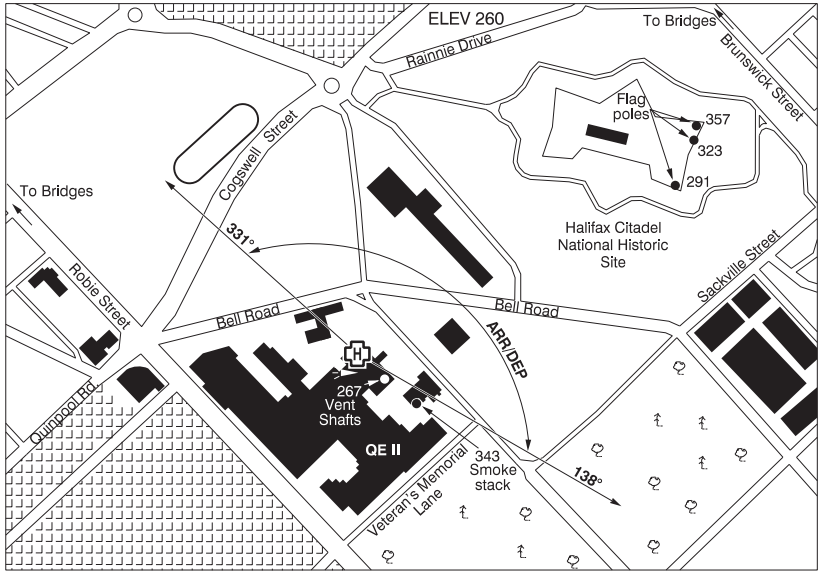 ELEV 260
To Bridges
Rainnie Drive
Brunswick Street
Flag
poles
357
323
291
Cogswell Street
To Bridges
Halifax Citadel
National Historic
Site
331°
Sackville Street
Robie Street
Bell Road
Bell Road
ARR/DEP
H
267
Vent
Shafts
Quinpool Rd
QE II
343
Smoke
stack
138°
Veteran's Memorial
Lane